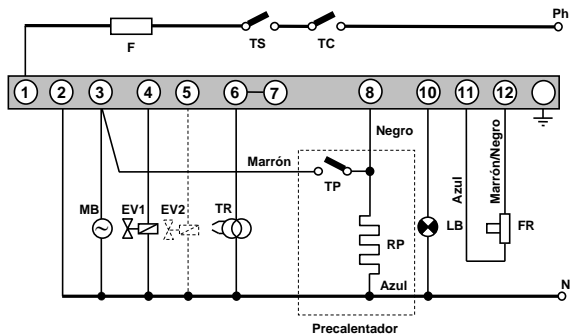 Ph
F
TS
TC
1 2 3 4 5 6 7 8 10 11 12
Negro
Marrón
TP
Azul
Marrón/Negro
MB
EV1
EV2
TR
RP
LB
FR
Azul
N
Precalentador